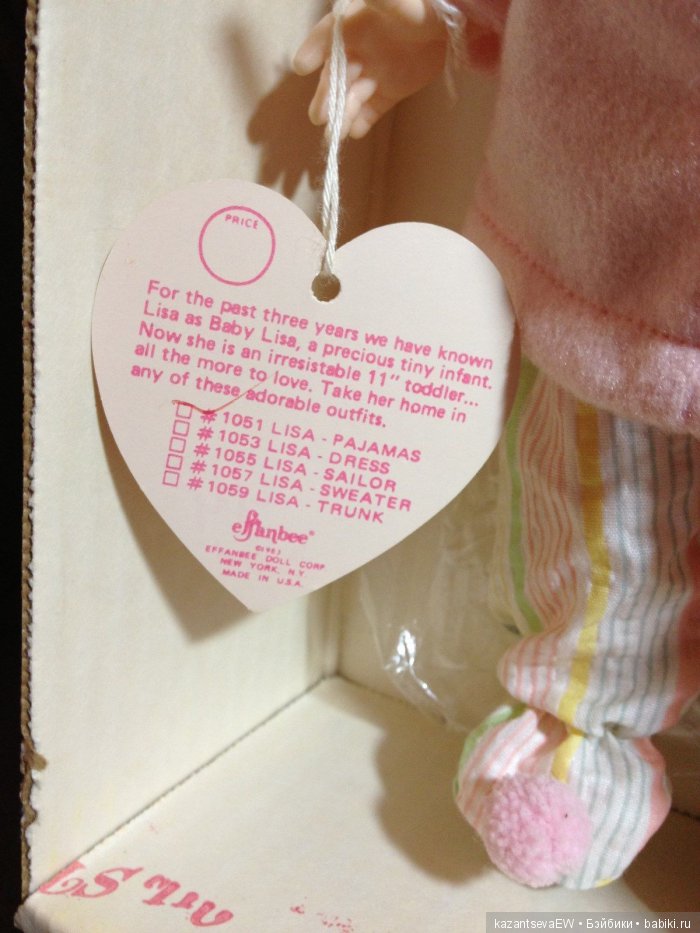 PRICE
For the past three years we have known
Lisa as Baby Lisa, a precious tiny infant.
Now she is an irresistable 11" toddler...
all the more to love. Take her home in
any of these adorable outfits.
# 1051 LISA - PAJAMAS
# 1053 LISA - DRESS
# 1055 LISA - SAILOR
# 1057 LISA - SWEATER
# 1059 LISA - TRUNK
effanbee®
EFFANBEE DOLL CORP
NEW YORK, N.Y.
MADE IN U.S.A.
kazantsevaEW • Бэйбики • babiki.ru